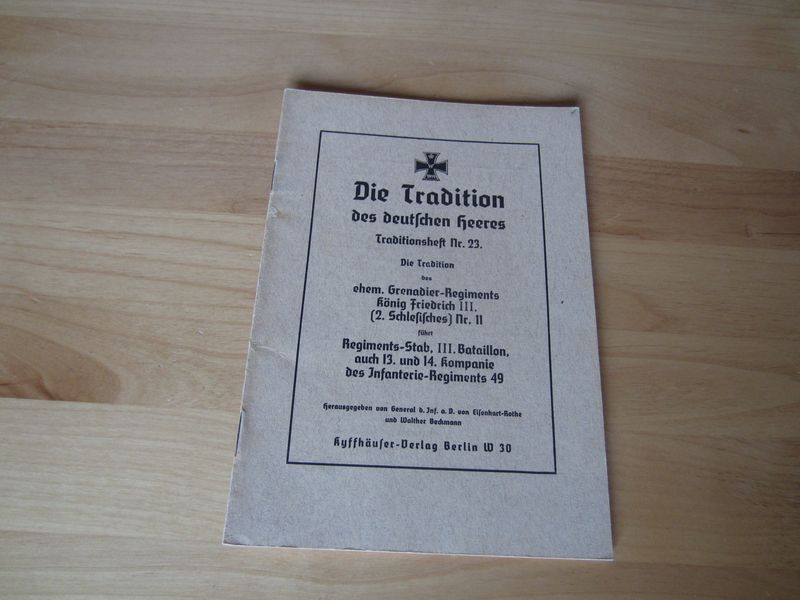 Die Tradition
des deutschen Heeres
Traditionsheft Nr. 23.
Die Tradition
des
ehem. Grenadier-Regiments
König Friedrich III.
(2. Schlesisches) Nr. 11
führt
Regiments-Stab, III. Bataillon,
auch 13. und 14. Kompanie
des Infanterie-Regiments 49
Herausgegeben von General d. Inf. a. D. von Eisenhart-Rothe
und Walther Beckmann
Kyffhäuser-Verlag Berlin W 30